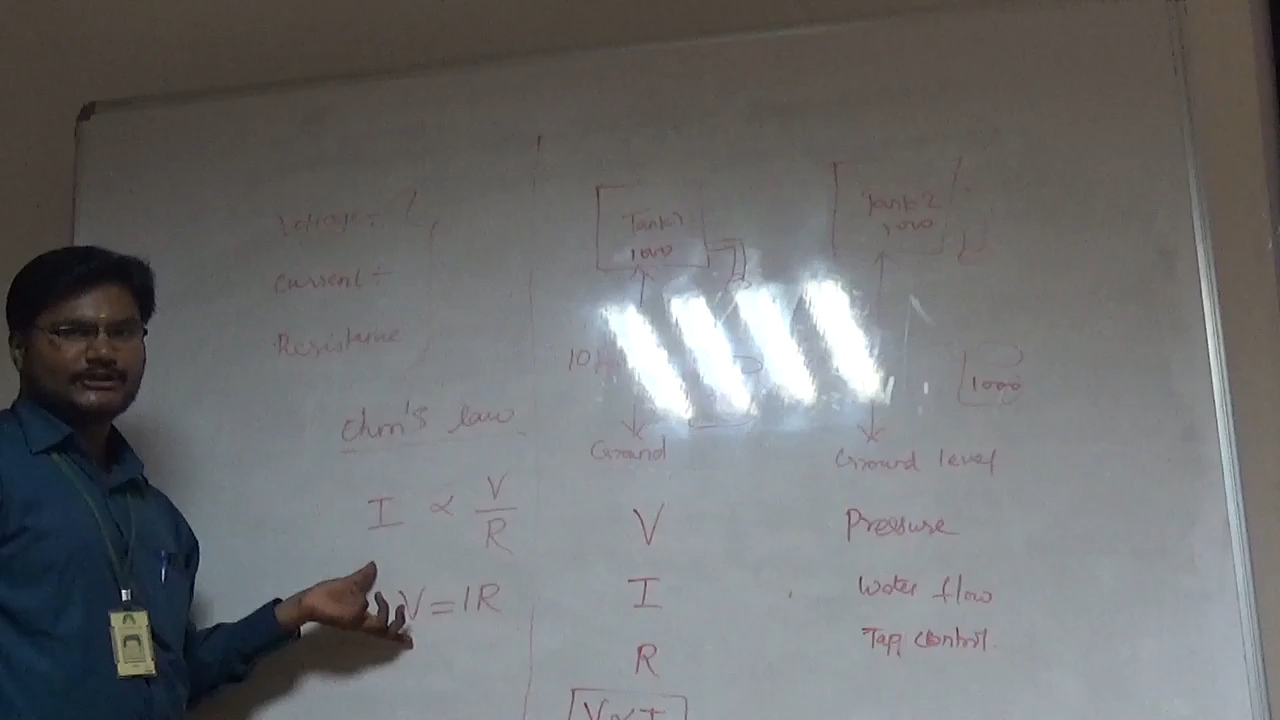 Voltage :- ?
Current :-
Resistance
Ohm's law
I ∝ V/R
V = IR
Tank 1
1000
Tank 2
1000
10
1000
Ground
Ground level
V Pressure
I Water flow
R Tap control.
V ∝ I